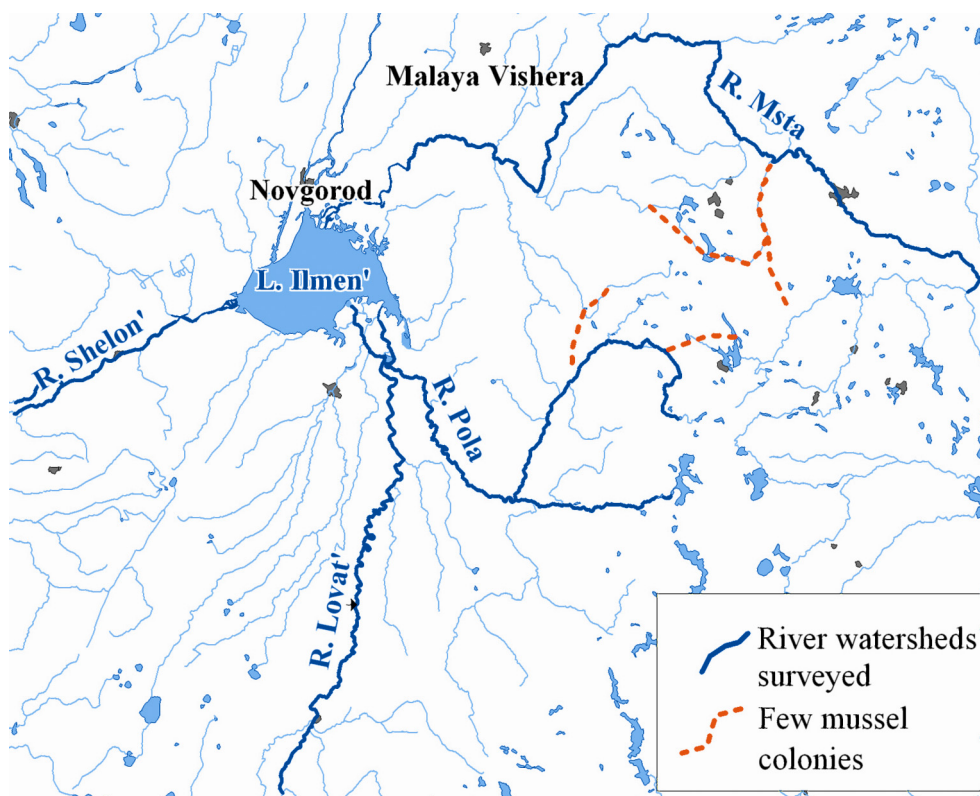 Malaya Vishera
R. Msta
Novgorod
L. Ilmen'
R. Shelon'
R. Pola
R. Lovat'
River watersheds
surveyed
Few mussel
colonies